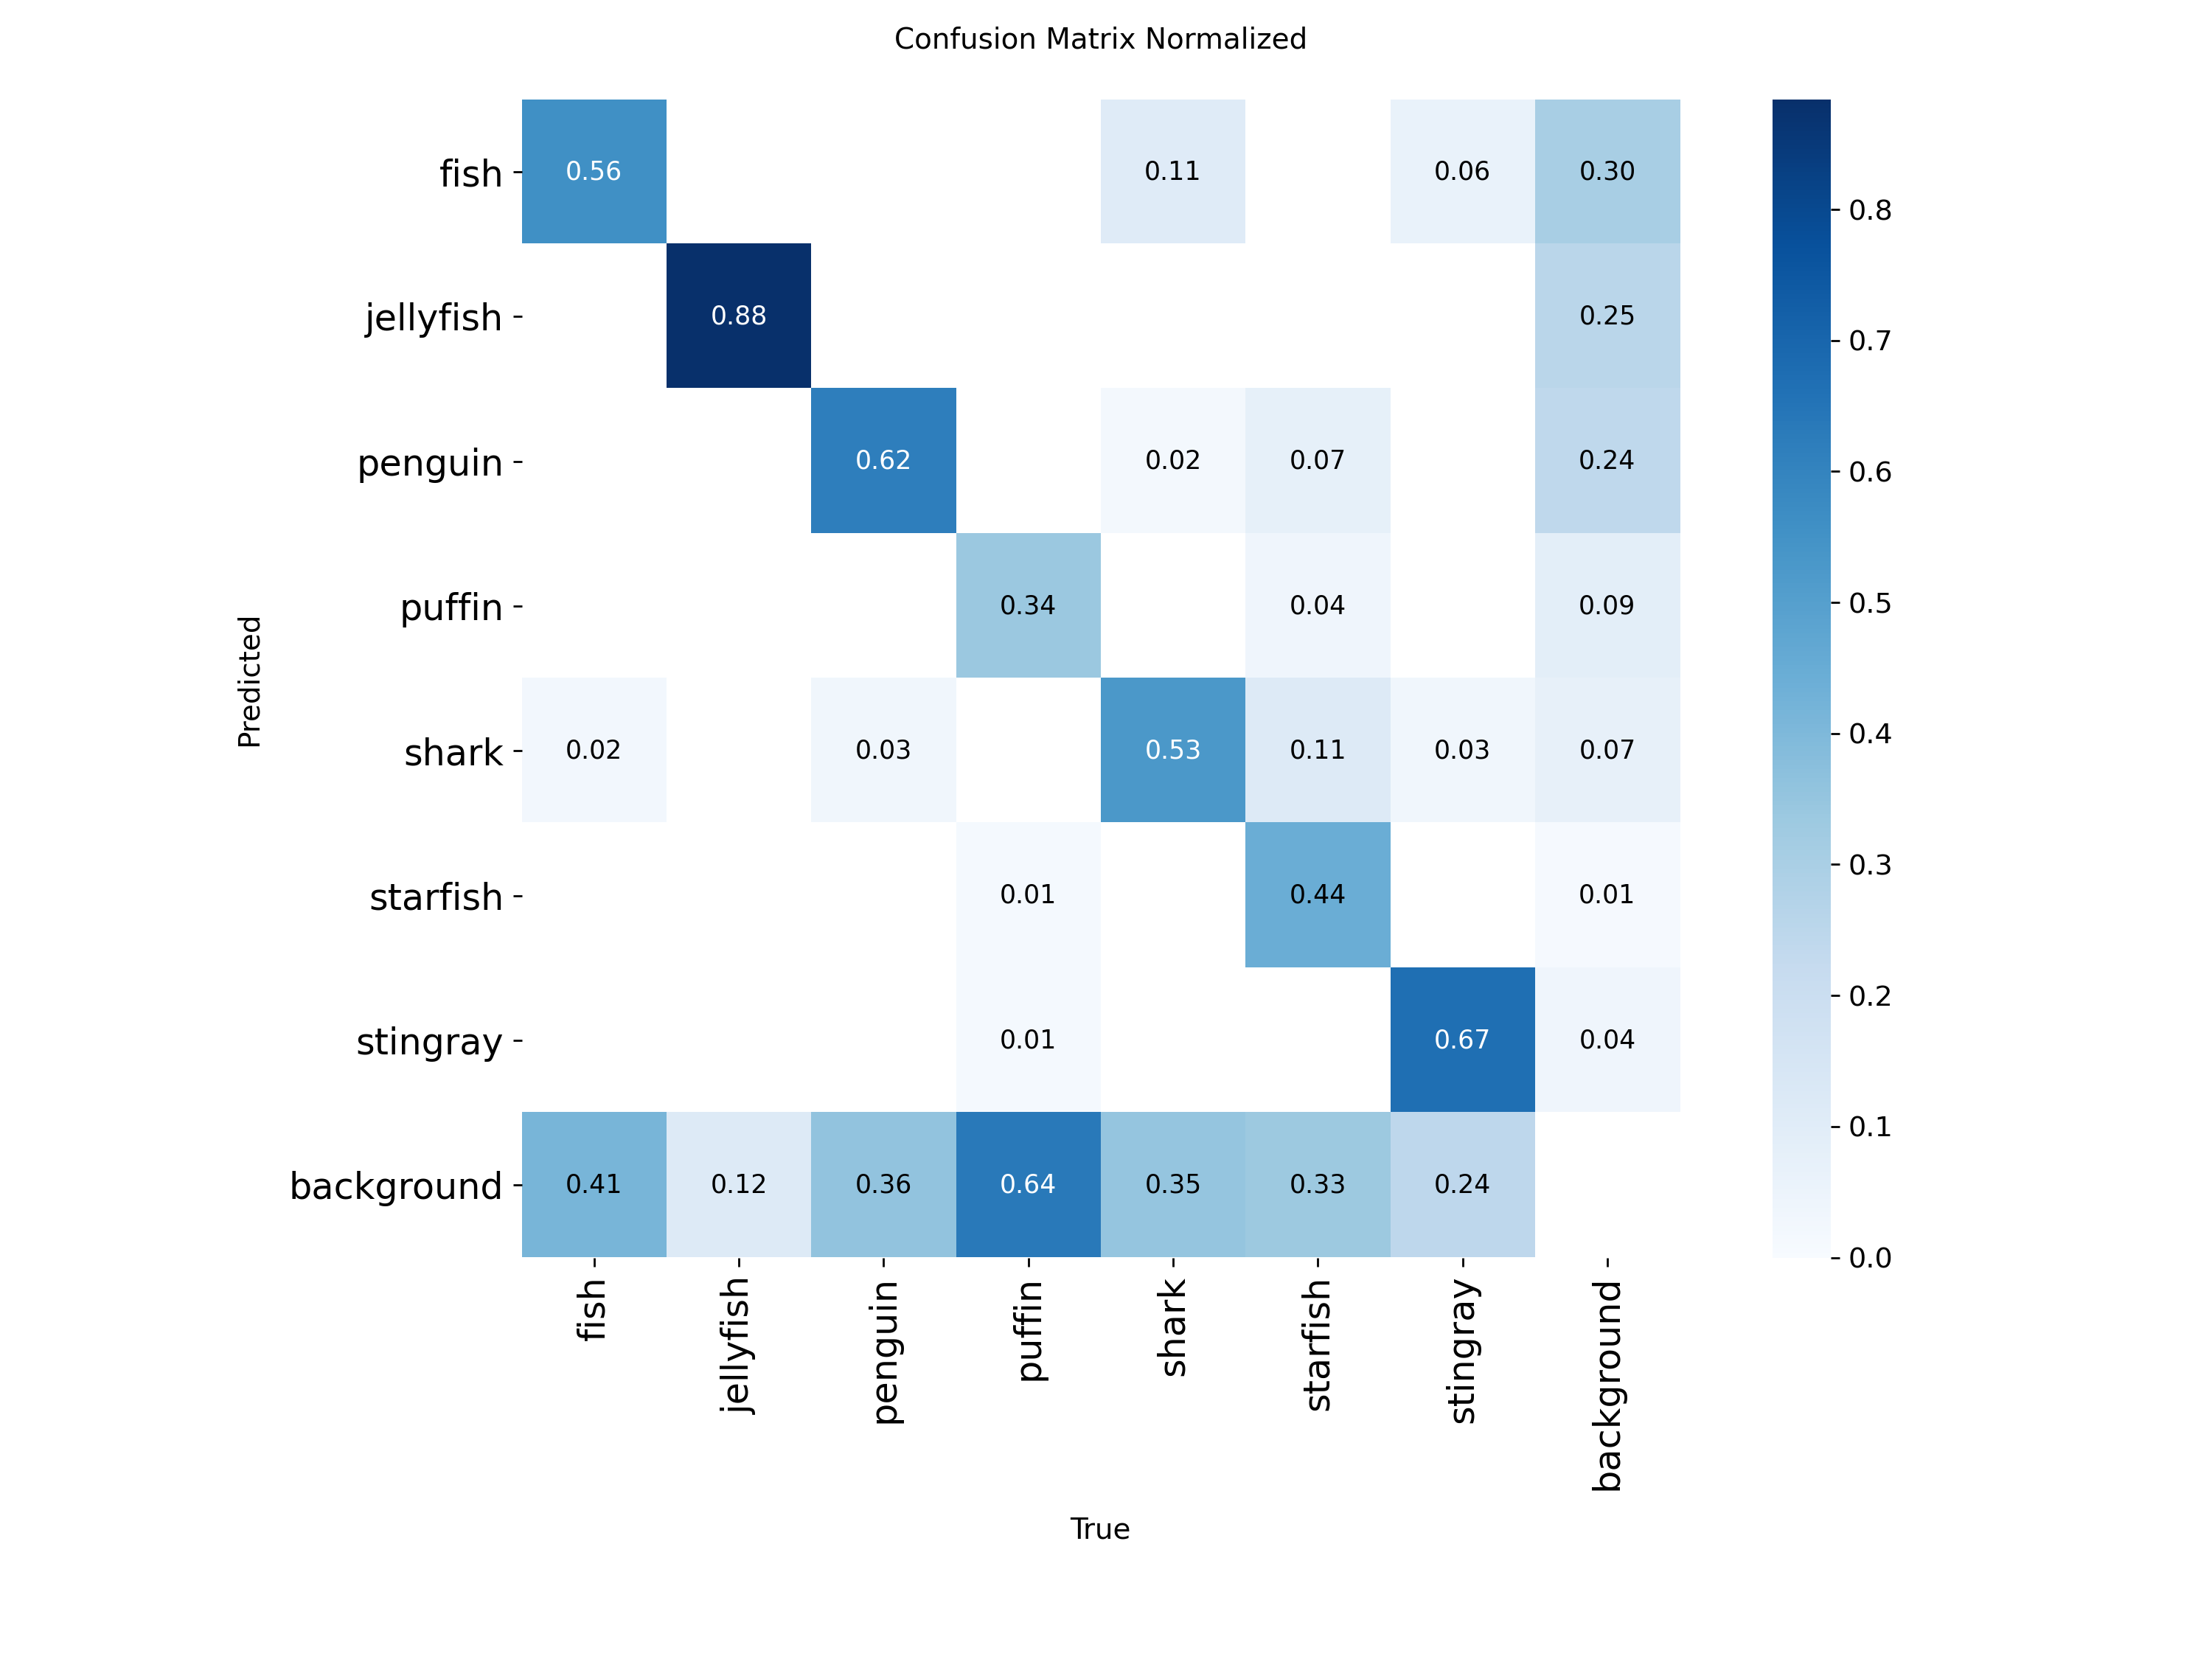 Confusion Matrix Normalized
fish 0.56 0.11 0.06 0.30
jellyfish 0.88 0.25
penguin 0.62 0.02 0.07 0.24
puffin 0.34 0.04 0.09
shark 0.02 0.03 0.53 0.11 0.03 0.07
starfish 0.01 0.44 0.01
stingray 0.01 0.67 0.04
background 0.41 0.12 0.36 0.64 0.35 0.33 0.24
Predicted
fish jellyfish penguin puffin shark starfish stingray background
True
0.8
0.7
0.6
0.5
0.4
0.3
0.2
0.1
0.0